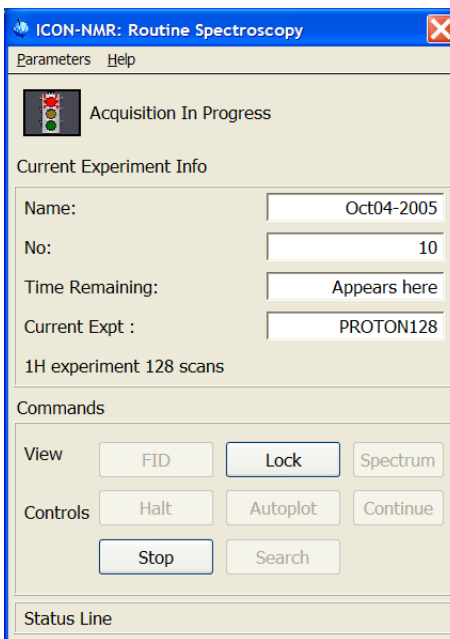 ICON-NMR: Routine Spectroscopy
Parameters Help
Acquisition In Progress
Current Experiment Info
Name: Oct04-2005
No: 10
Time Remaining: Appears here
Current Expt : PROTON128
1H experiment 128 scans
Commands
View FID Lock Spectrum
Controls Halt Autoplot Continue
Stop Search
Status Line